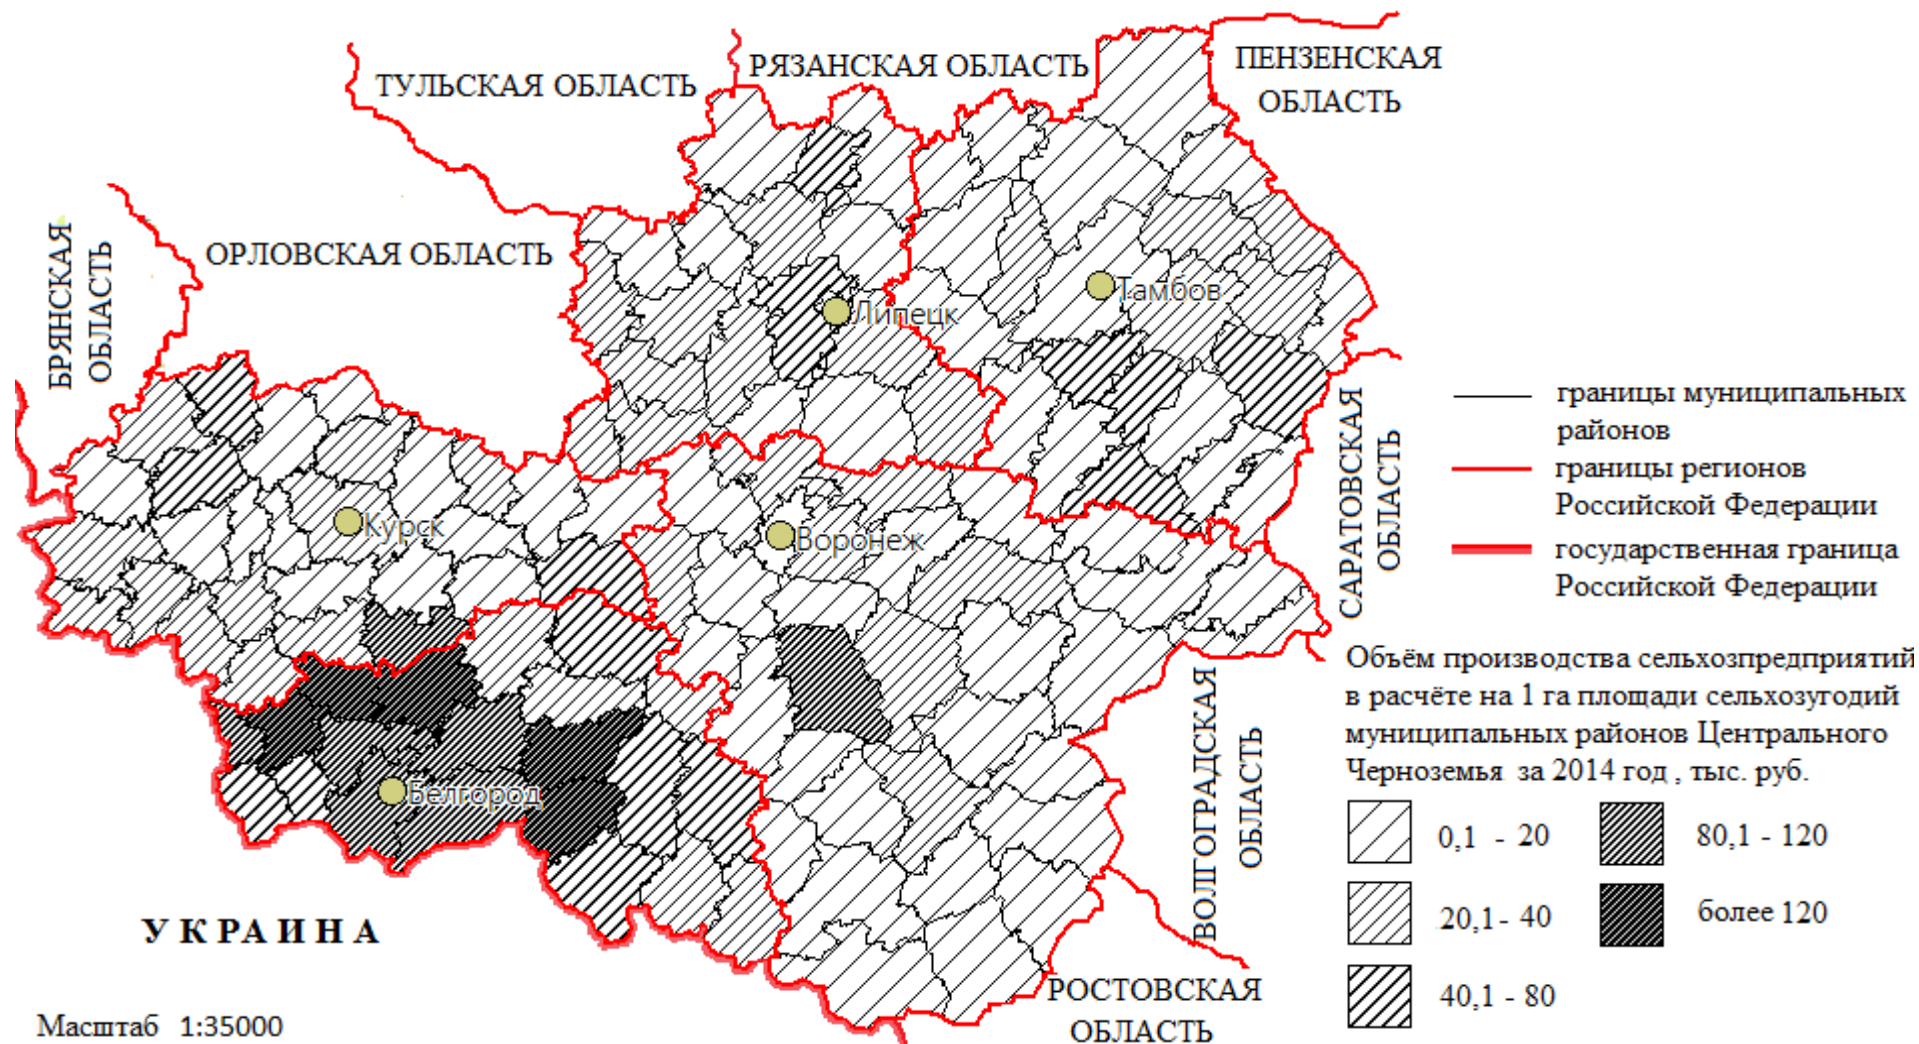 ТУЛЬСКАЯ ОБЛАСТЬ
РЯЗАНСКАЯ ОБЛАСТЬ
ПЕНЗЕНСКАЯ
ОБЛАСТЬ
БРЯНСКАЯ
ОБЛАСТЬ
ОРЛОВСКАЯ ОБЛАСТЬ
Тамбов
Липецк
Курск
Воронеж
Белгород
САРАТОВСКАЯ
ОБЛАСТЬ
ВОЛГОГРАДСКАЯ
ОБЛАСТЬ
РОСТОВСКАЯ
ОБЛАСТЬ
УКРАИНА
Масштаб 1:35000
границы муниципальных
районов
границы регионов
Российской Федерации
государственная граница
Российской Федерации
Объём производства сельхозпредприятий
в расчёте на 1 га площади сельхозугодий
муниципальных районов Центрального
Черноземья за 2014 год , тыс. руб.
0,1 - 20
20,1 - 40
40,1 - 80
80,1 - 120
более 120